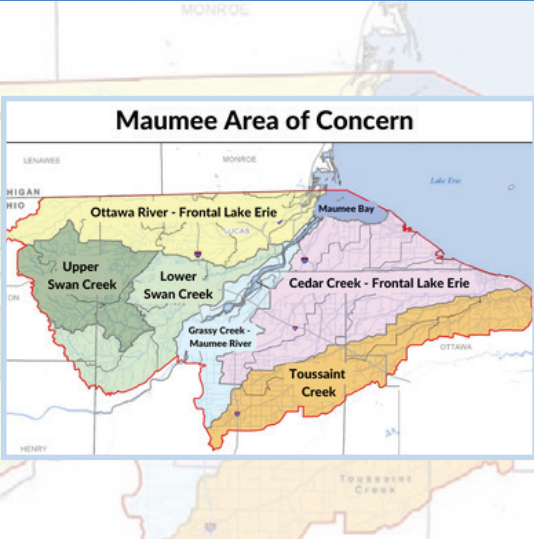 MONROE
Maumee Area of Concern
LENAWEE
MONROE
Lake Erie
HIGAN
HIO
Ottawa River - Frontal Lake Erie
Maumee Bay
LUCAS
Upper
Swan Creek
Lower
Swan Creek
Cedar Creek - Frontal Lake Erie
ON
Grassy Creek -
Maumee River
OTTAWA
Toussaint
Creek
HENRY
Toussaint
Creek